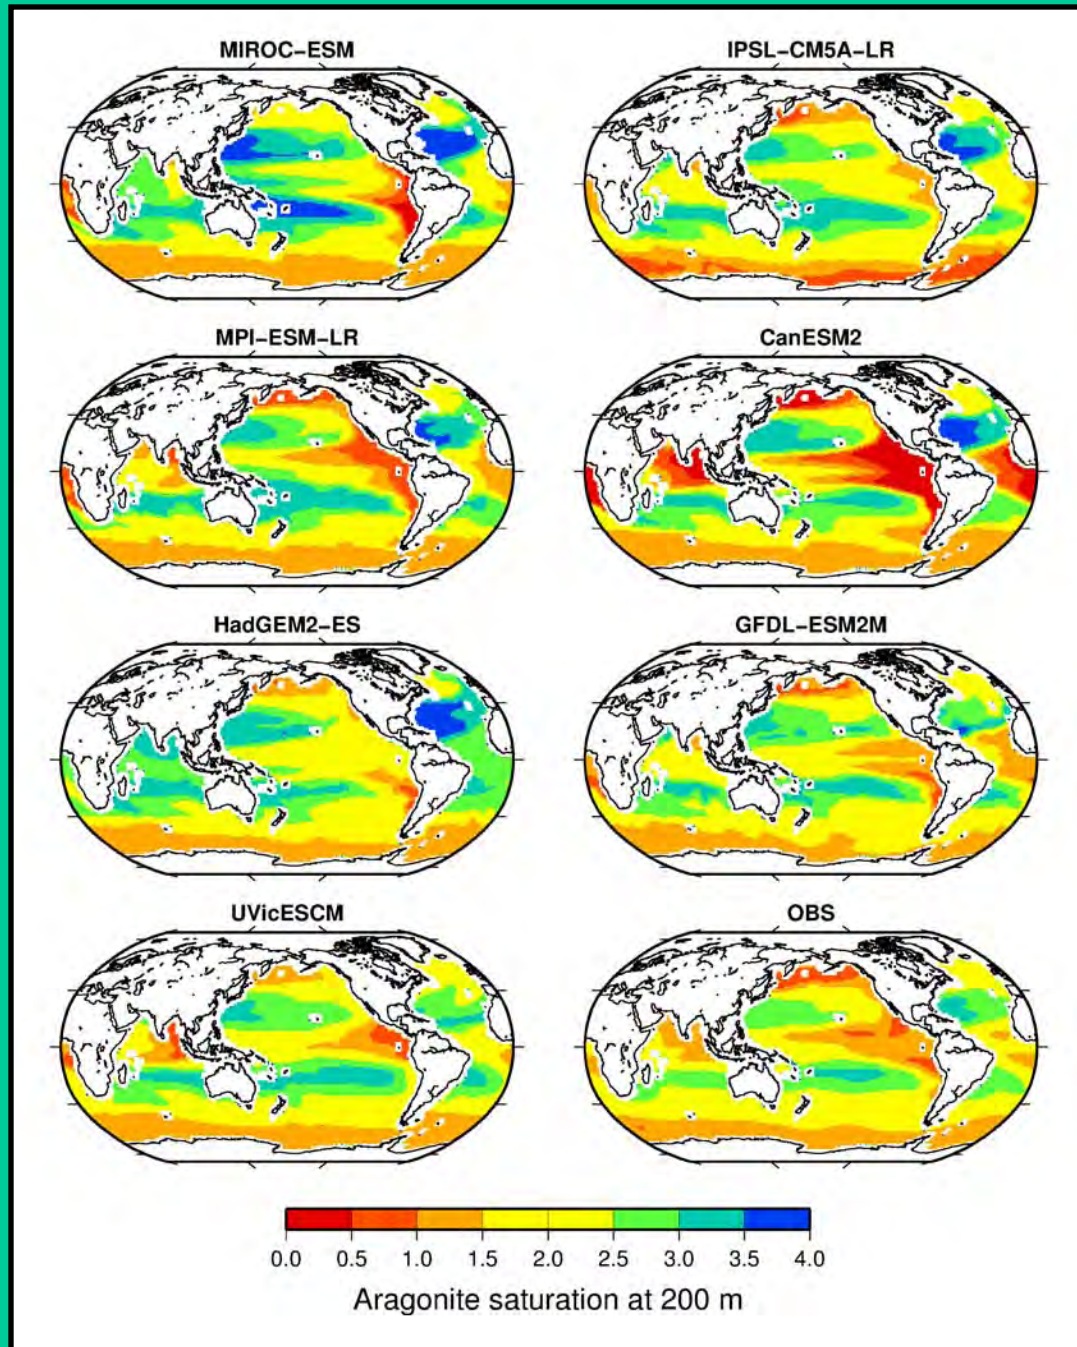 MIROC-ESM
IPSL-CM5A-LR
MPI-ESM-LR
CanESM2
HadGEM2-ES
GFDL-ESM2M
UVicESCM
OBS
0.0 0.5 1.0 1.5 2.0 2.5 3.0 3.5 4.0
Aragonite saturation at 200 m